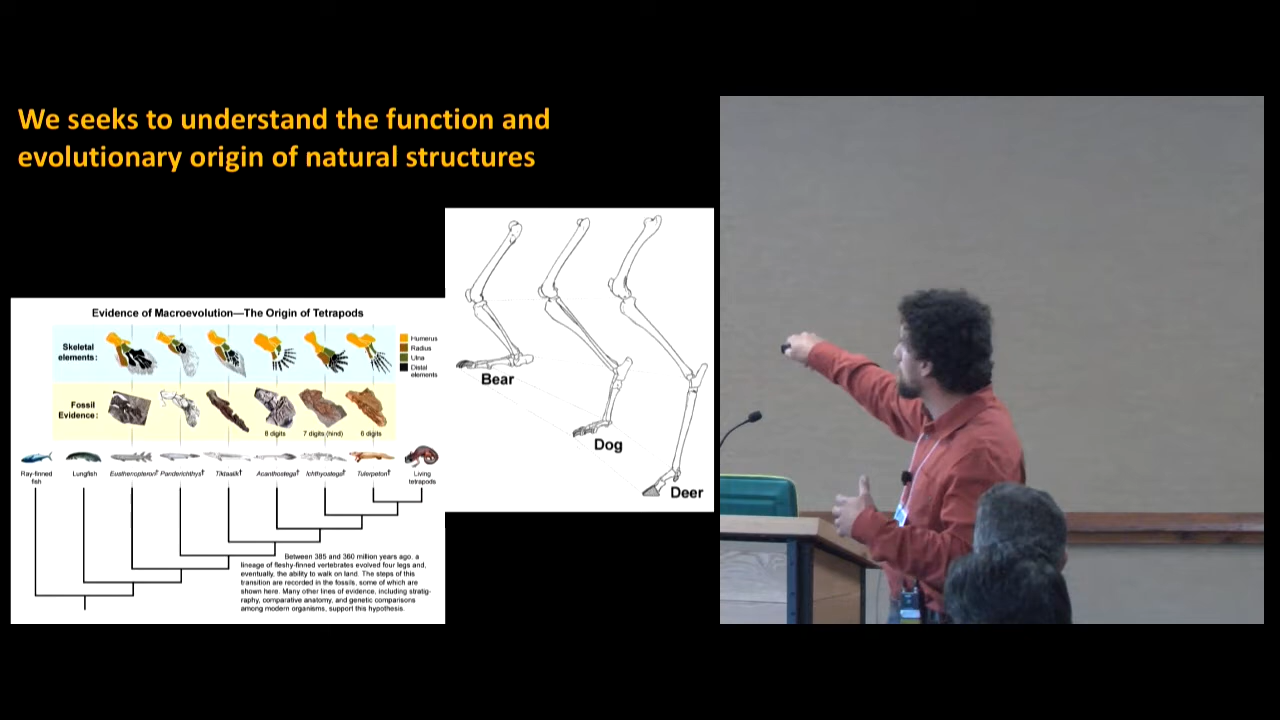 We seeks to understand the function and
evolutionary origin of natural structures
Evidence of Macroevolution—The Origin of Tetrapods
Skeletal
elements:
Humerus
Radius
Ulna
Distal
elements
Fossil
Evidence:
8 digits
7 digits (hind)
6 digits
Ray-finned
fish
Lungfish
Eusthenopteron†
Panderichthys†
Tiktaalik†
Acanthostega†
Ichthyostega†
Tulerpeton†
Living
tetrapods
Between 385 and 360 million years ago, a
lineage of fleshy-finned vertebrates evolved four legs and,
eventually, the ability to walk on land. The steps of this
transition are recorded in the fossils, some of which are
shown here. Many other lines of evidence, including stratig-
raphy, comparative anatomy, and genetic comparisons
among modern organisms, support this hypothesis.
Bear
Dog
Deer